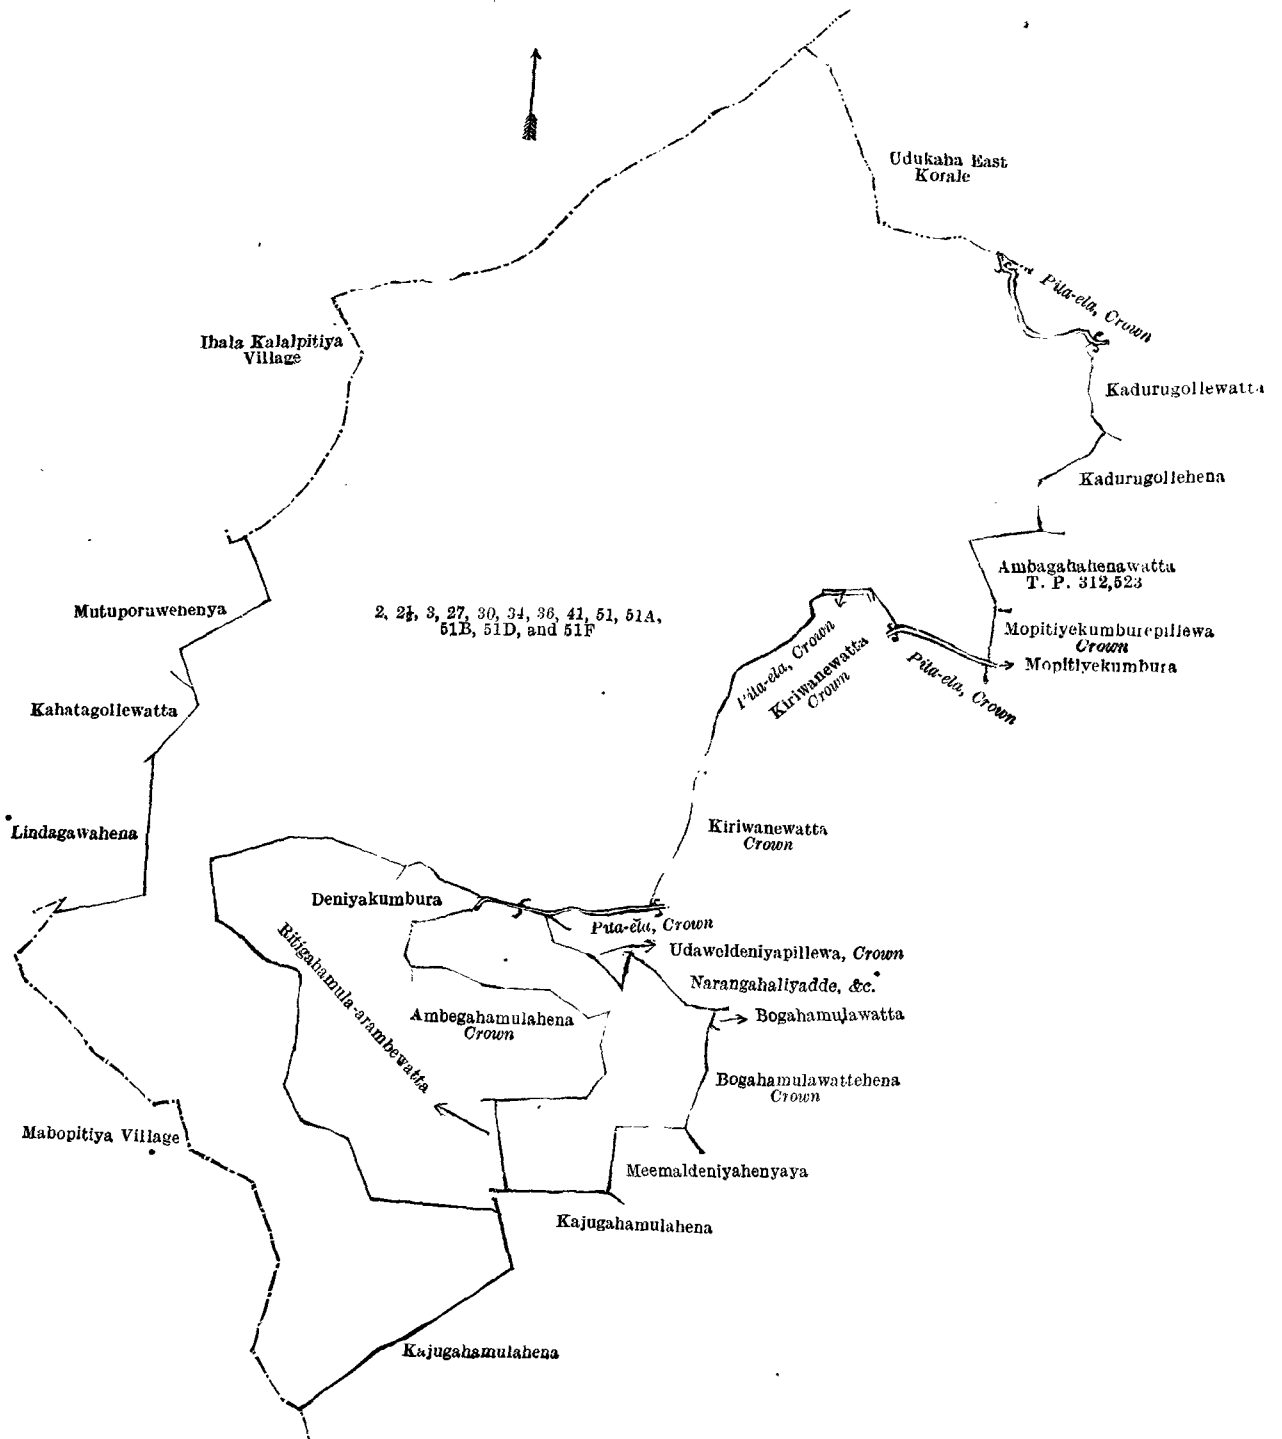 Udukaha East
Korale
Pita-ela, Crown
Ihala Kalalpitiya
Village
Kadurugollewatta
Kadurugollehena
Ambagahahenawatta
T. P. 312,523
Mutuporuwehenya
2, 2½, 3, 27, 30, 34, 36, 41, 51, 51A,
51B, 51D, and 51F
Mopitiyekumburepillewa
Crown
Mopitiyekumbura
Pita-ela, Crown
Kiriwanewatta
Crown
Pita-ela, Crown
Kahatagollewatta
Lindagawahena
Kiriwanewatta
Crown
Deniyakumbura
Pita-ela, Crown
Udaweldeniyapillewa, Crown
Ritigahamula-arambewatta
Narangahaliyadde, &c.
Ambegahamulahena
Crown
Bogahamulawatta
Bogahamulawattehena
Crown
Mabopitiya Village
Meemaldeniyahenyaya
Kajugahamulahena
Kajugahamulahena